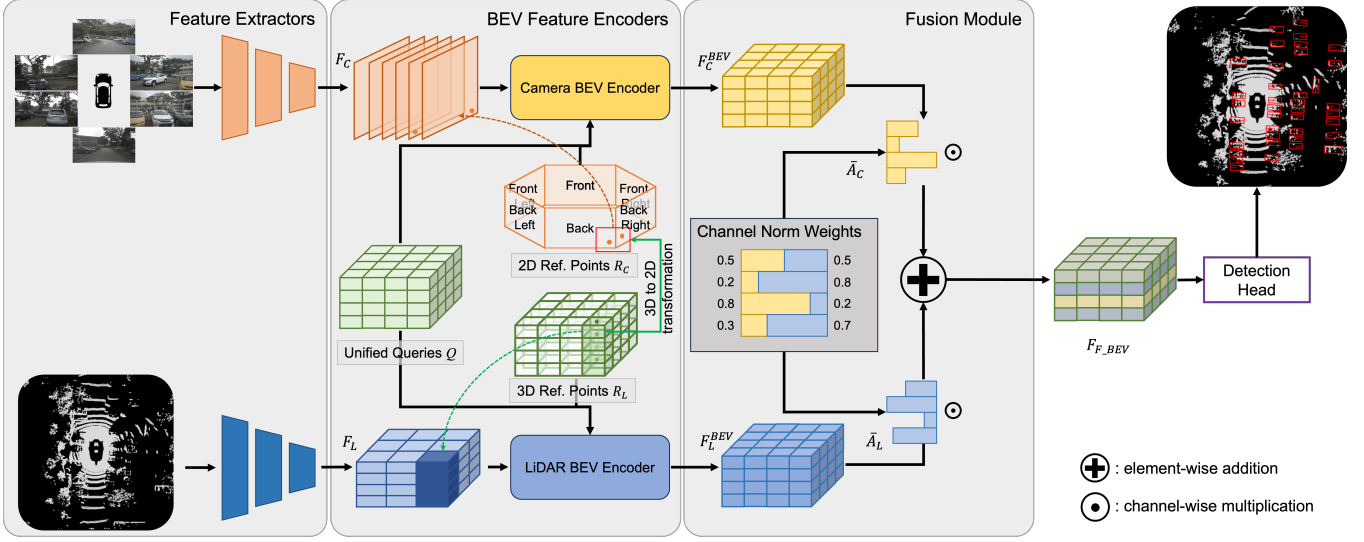 Feature Extractors
BEV Feature Encoders
Fusion Module
F_C
Camera BEV Encoder
F_C^{BEV}
Ā_C
Front
Front
Left
Front
Right
Back
Left
Back
Back
Right
2D Ref. Points R_C
3D to 2D
transformation
Unified Queries Q
3D Ref. Points R_L
Channel Norm Weights
0.5 0.5
0.2 0.8
0.8 0.2
0.3 0.7
Detection
Head
F_{F_BEV}
F_L
LiDAR BEV Encoder
F_L^{BEV}
Ā_L
: element-wise addition
: channel-wise multiplication